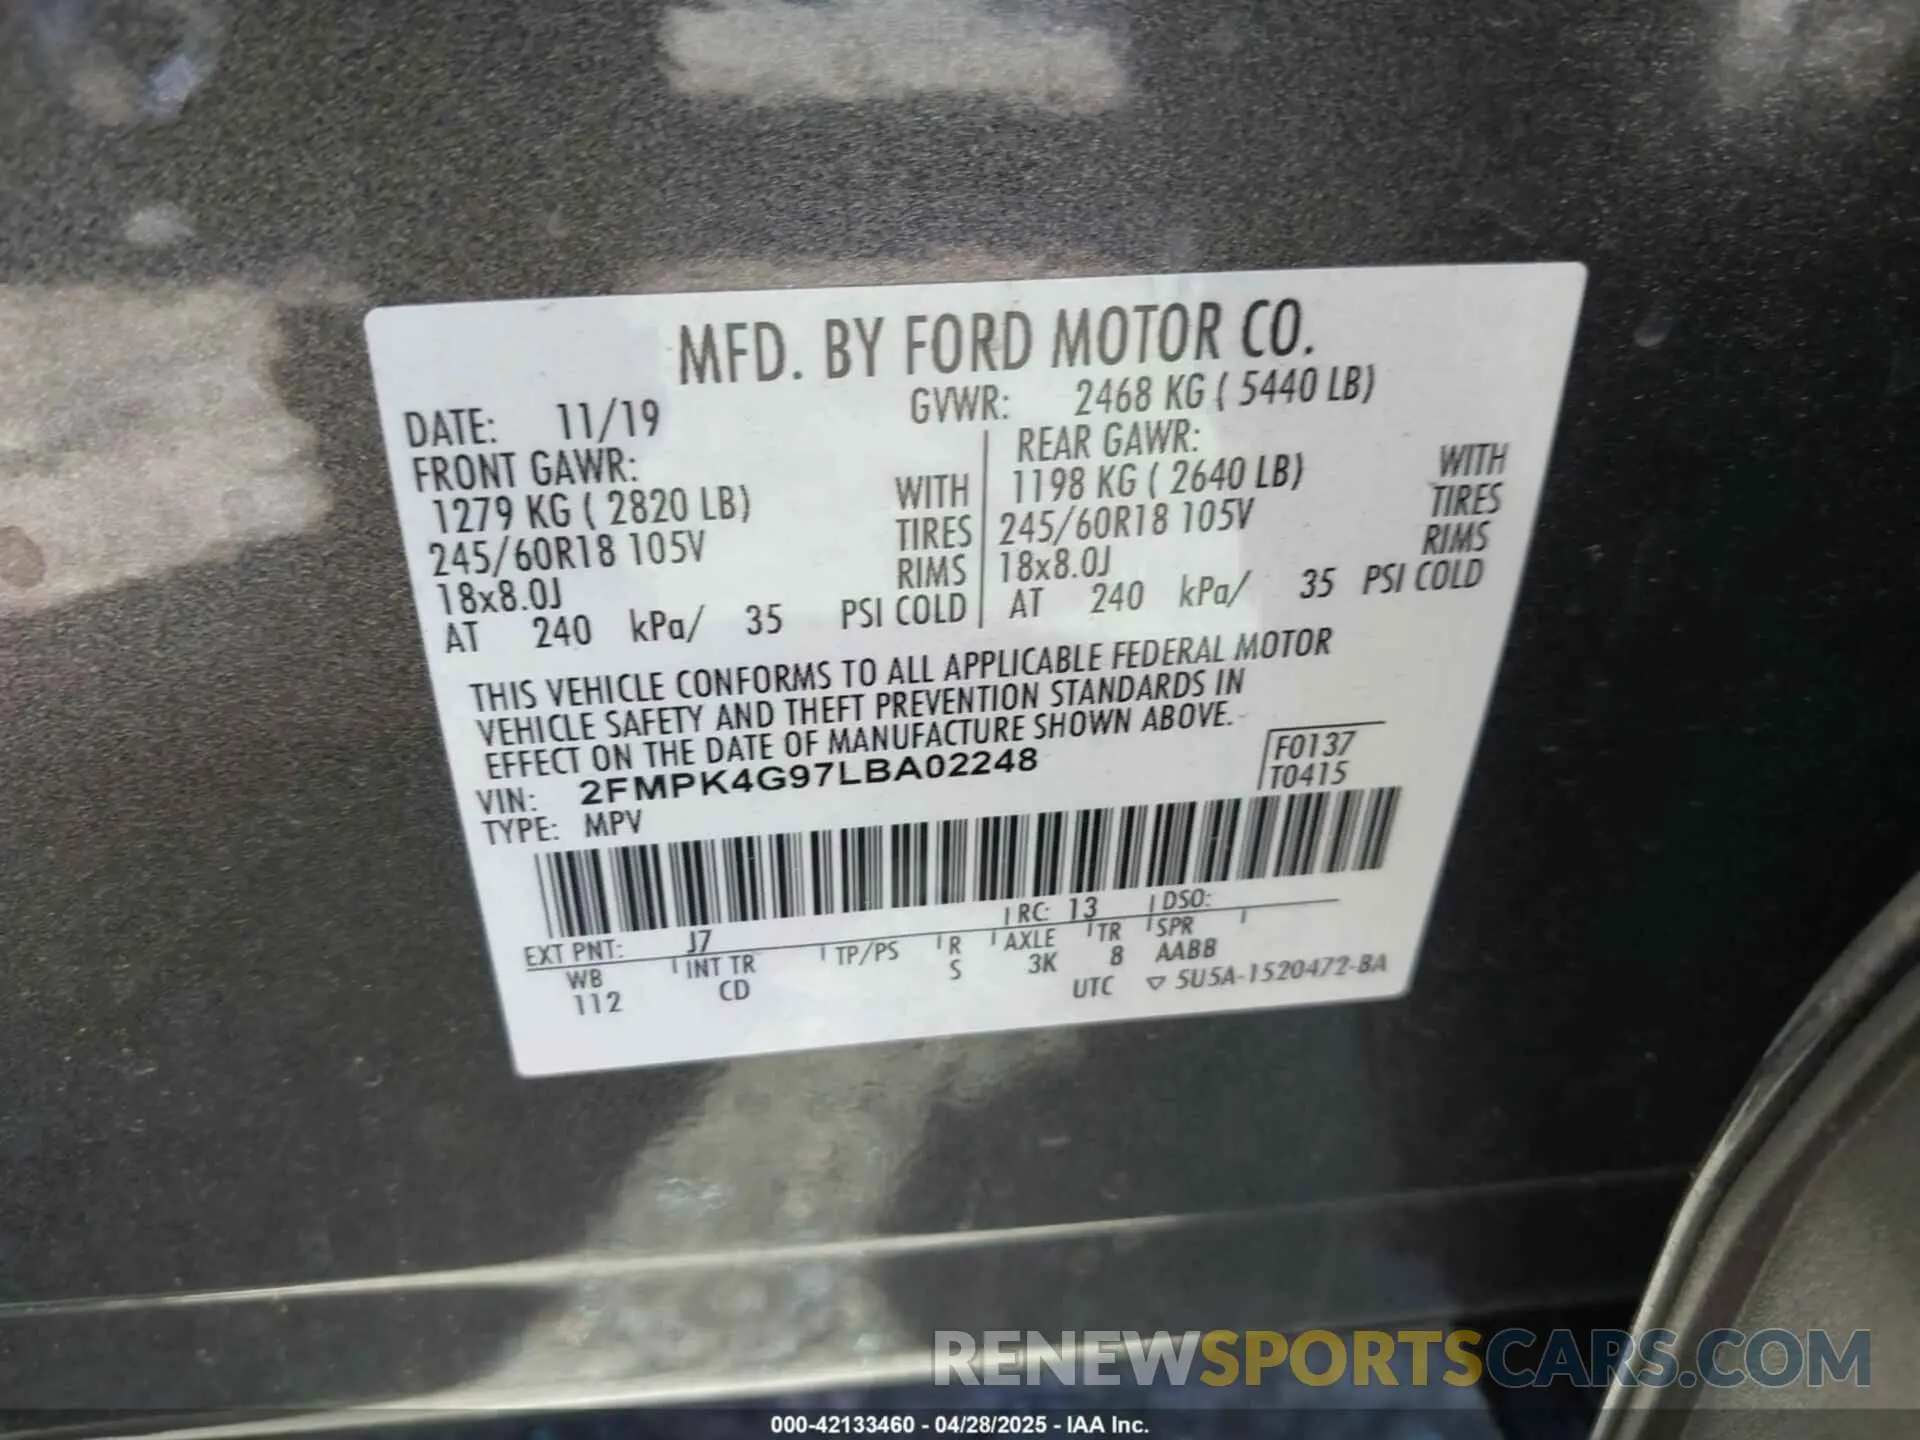 MFD. BY FORD MOTOR CO.
DATE: 11/19 GVWR: 2468 KG ( 5440 LB)
FRONT GAWR: REAR GAWR:
1279 KG ( 2820 LB) WITH 1198 KG ( 2640 LB) WITH
245/60R18 105V TIRES 245/60R18 105V TIRES
18x8.0J RIMS 18x8.0J RIMS
AT 240 kPa/ 35 PSI COLD AT 240 kPa/ 35 PSI COLD
THIS VEHICLE CONFORMS TO ALL APPLICABLE FEDERAL MOTOR
VEHICLE SAFETY AND THEFT PREVENTION STANDARDS IN
EFFECT ON THE DATE OF MANUFACTURE SHOWN ABOVE.
VIN: 2FMPK4G97LBA02248 F0137
TYPE: MPV T0415
EXT PNT: J7 RC: 13 DSO:
WB INT TR TP/PS R AXLE TR SPR
112 CD S 3K 8 AABB
UTC ▽ 5U5A-1520472-BA
RENEWSPORTSCARS.COM
000-42133460 - 04/28/2025 - IAA Inc.